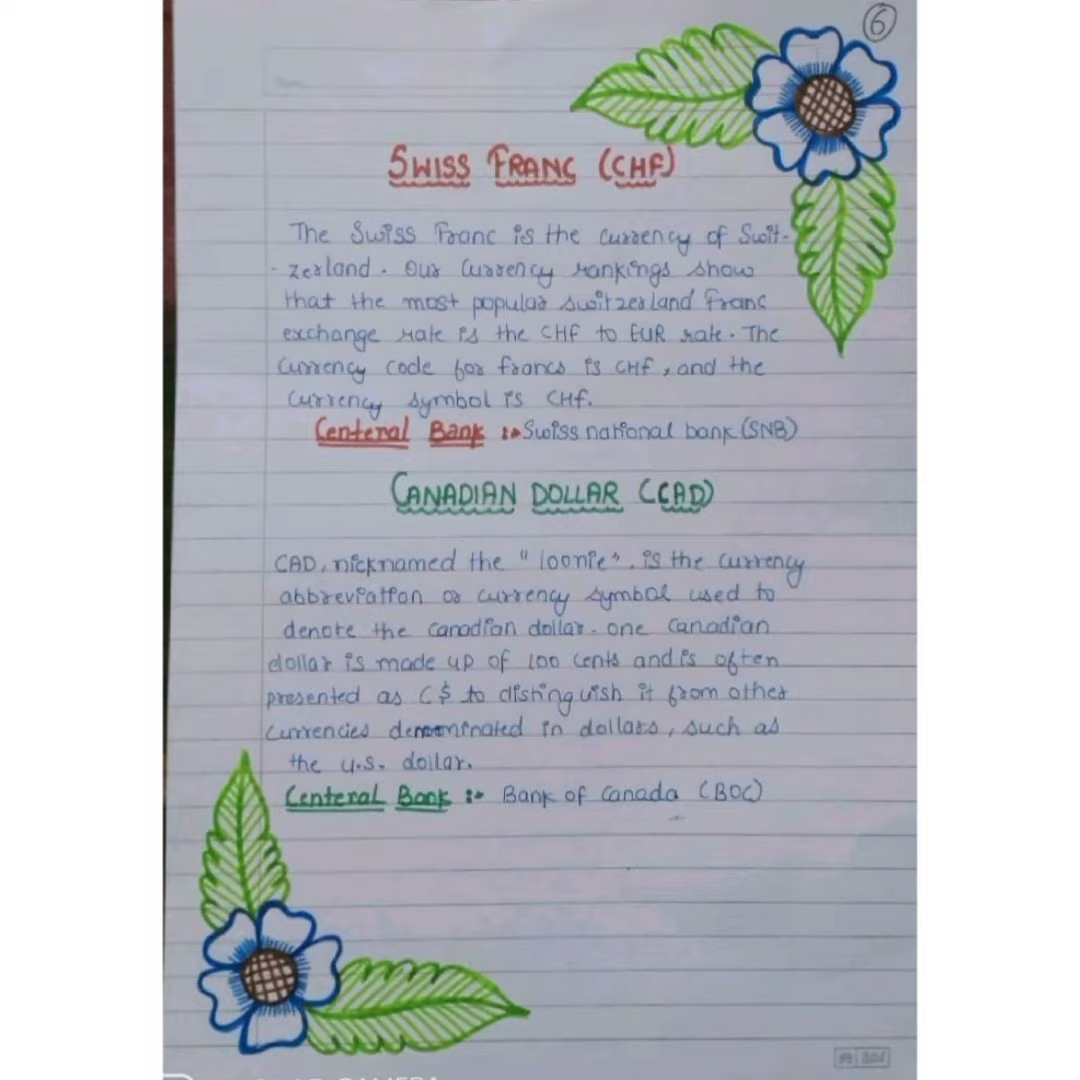 6
SWISS FRANC (CHF)
The Swiss Franc is the currency of Swit-
zerland. Our Currency rankings show
that the most popular switzerland franc
exchange rate is the CHF to EUR rate. The
Currency code for francs is CHF, and the
Currency symbol is CHF.
Centeral Bank :- Swiss national bank (SNB)
CANADIAN DOLLAR (CAD)
CAD, nicknamed the "loonie", is the currency
abbreviation or currency symbol used to
denote the Canadian dollar. One Canadian
dollar is made up of 100 Cents and is often
presented as C$ to distinguish it from other
Currencies denominated in dollars, such as
the U.S. dollar.
Centeral Bank :- Bank of Canada (BOC)